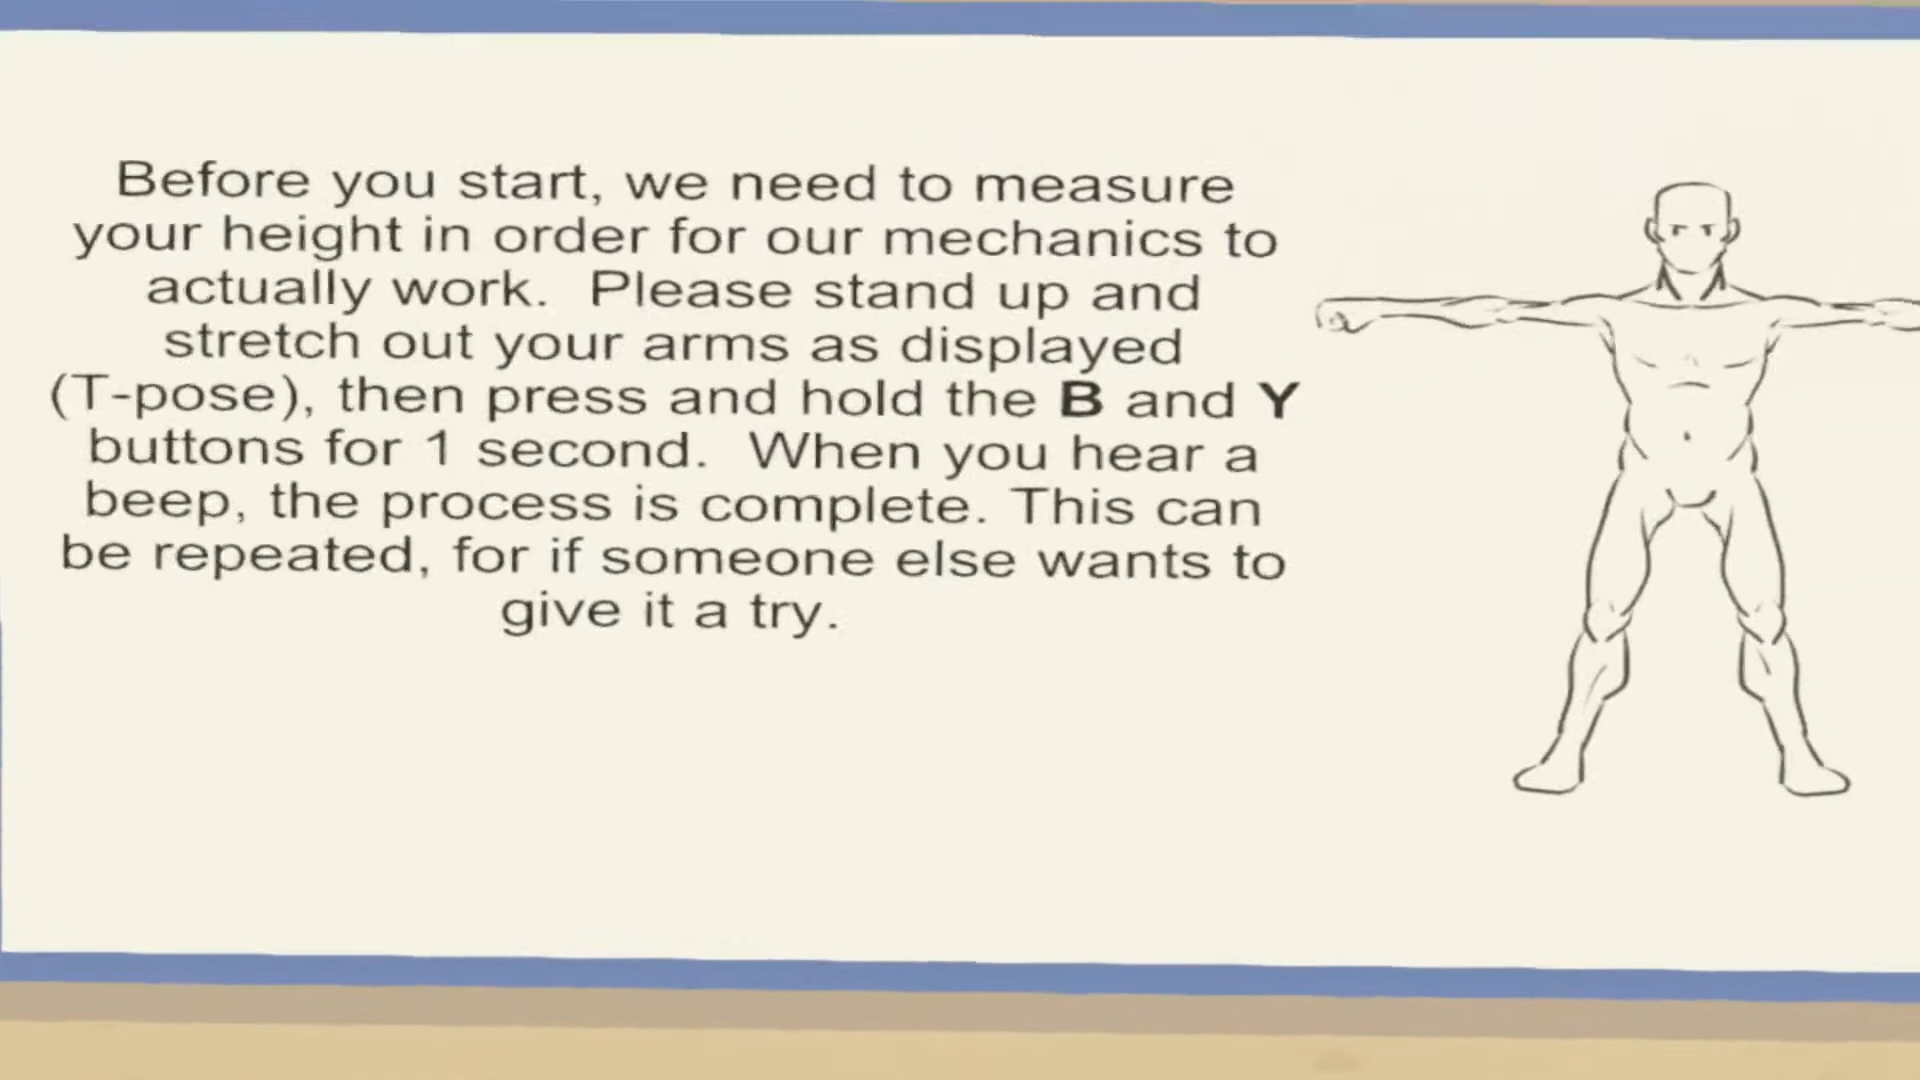 Before you start, we need to measure
your height in order for our mechanics to
actually work.  Please stand up and
stretch out your arms as displayed
(T-pose), then press and hold the B and Y
buttons for 1 second.  When you hear a
beep, the process is complete. This can
be repeated, for if someone else wants to
give it a try.